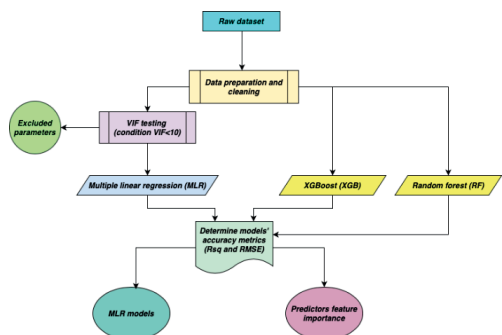 Raw dataset
Data preparation and
cleaning
Excluded
parameters
VIF testing
(condition VIF<10)
Multiple linear regression (MLR)
XGBoost (XGB)
Random forest (RF)
Determine models'
accuracy metrics
(Rsq and RMSE)
MLR models
Predictors feature
importance